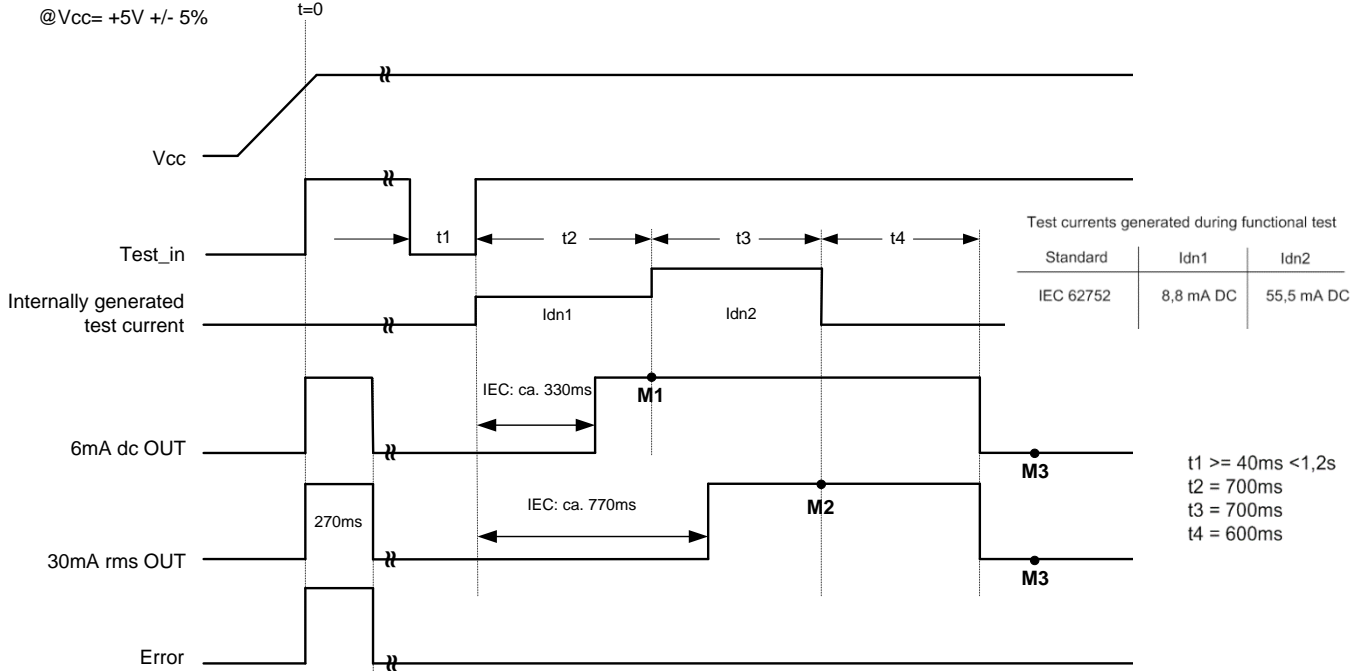 @Vcc= +5V +/- 5%
t=0
Vcc
Test_in
t1
t2
t3
t4
Test currents generated during functional test
Standard Idn1 Idn2
IEC 62752 8,8 mA DC 55,5 mA DC
Internally generated
test current
Idn1
Idn2
IEC: ca. 330ms
M1
6mA dc OUT
M3
t1 >= 40ms <1,2s
t2 = 700ms
t3 = 700ms
t4 = 600ms
270ms
IEC: ca. 770ms
M2
30mA rms OUT
M3
Error